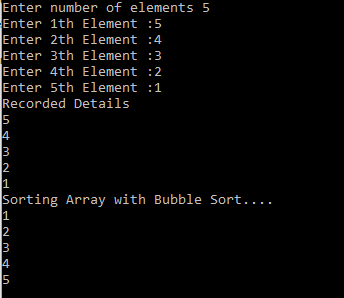 Enter number of elements 5
Enter 1th Element :5
Enter 2th Element :4
Enter 3th Element :3
Enter 4th Element :2
Enter 5th Element :1
Recorded Details
5
4
3
2
1
Sorting Array with Bubble Sort....
1
2
3
4
5